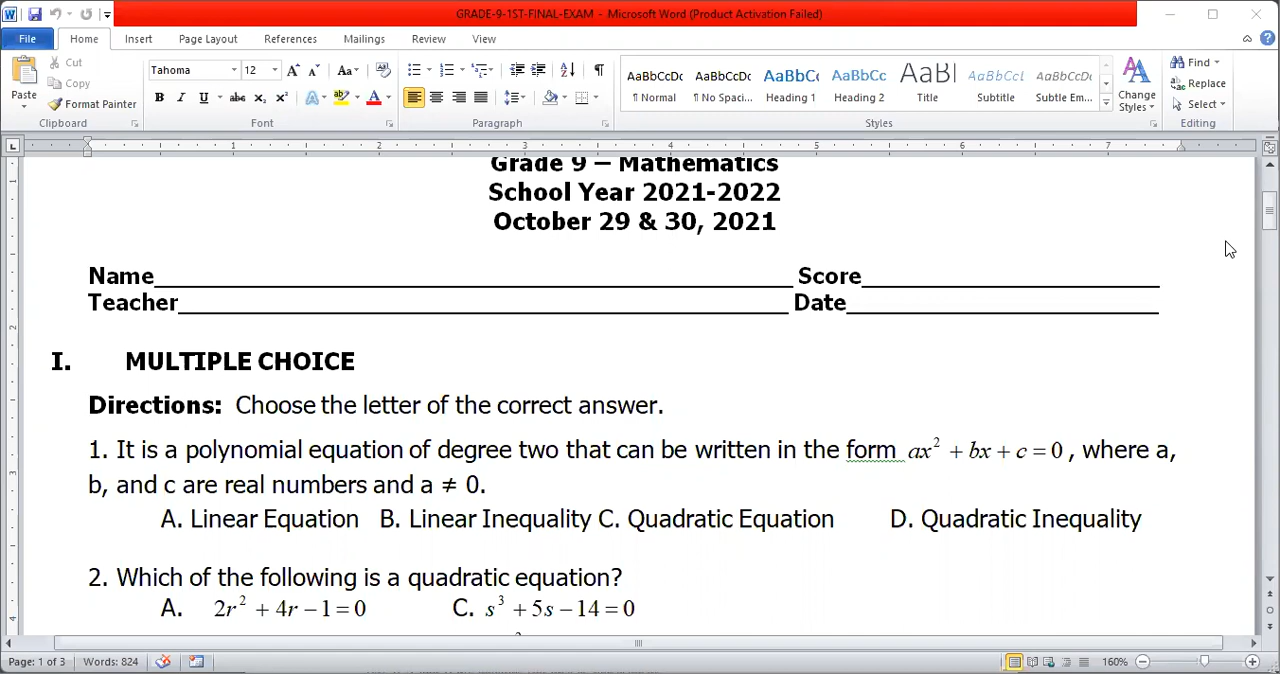 GRADE-9-1ST-FINAL-EXAM - Microsoft Word (Product Activation Failed)
File Home Insert Page Layout References Mailings Review View
Paste Cut Copy Format Painter Clipboard
Tahoma 12 Font
Paragraph
AaBbCcDc AaBbCcDc AaBbCc AaBbCc AaBl AaBbCcL AaBbCcDc
¶ Normal ¶ No Spaci... Heading 1 Heading 2 Title Subtitle Subtle Em...
Styles
Change Styles
Find Replace Select Editing
1 2 3 4 5 6 7
Grade 9 – Mathematics
School Year 2021-2022
October 29 & 30, 2021
Name Score
Teacher Date
I. MULTIPLE CHOICE
Directions: Choose the letter of the correct answer.
1. It is a polynomial equation of degree two that can be written in the form ax² + bx + c = 0 , where a,
b, and c are real numbers and a ≠ 0.
A. Linear Equation B. Linear Inequality C. Quadratic Equation D. Quadratic Inequality
2. Which of the following is a quadratic equation?
A. 2r² + 4r − 1 = 0 C. s³ + 5s − 14 = 0
Page: 1 of 3 Words: 824 160%